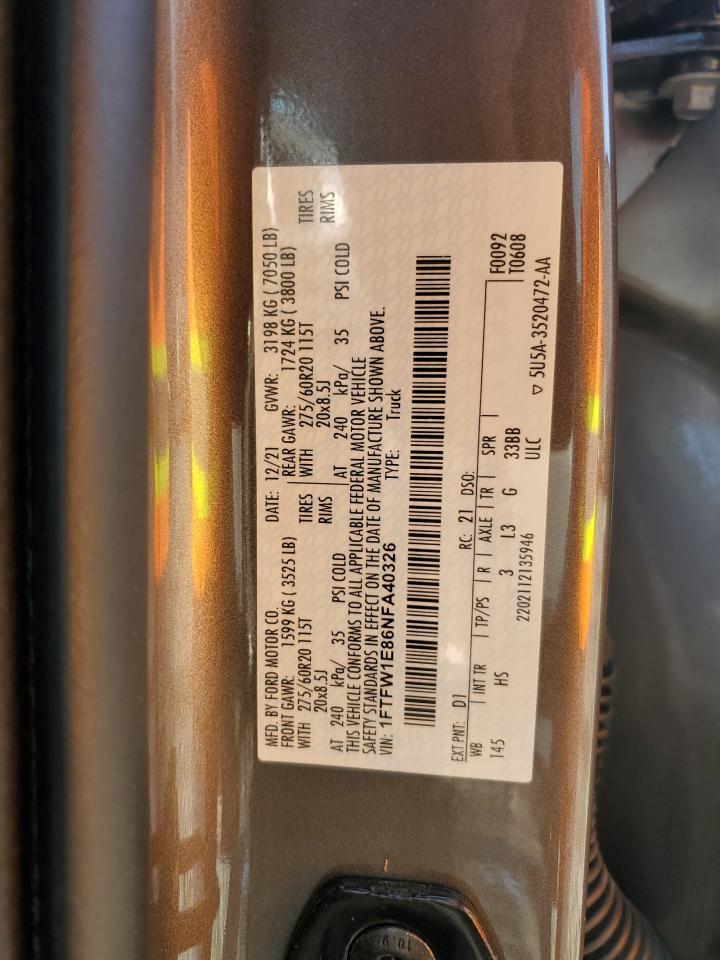 MFD. BY FORD MOTOR CO. DATE: 12/21 GVWR: 3198 KG ( 7050 LB)
FRONT GAWR: 1599 KG ( 3525 LB) REAR GAWR: 1724 KG ( 3800 LB)
WITH 275/60R20 115T TIRES WITH 275/60R20 115T TIRES
20x8.5J RIMS 20x8.5J RIMS
AT 240 kPa/ 35 PSI COLD AT 240 kPa/ 35 PSI COLD
THIS VEHICLE CONFORMS TO ALL APPLICABLE FEDERAL MOTOR VEHICLE
SAFETY STANDARDS IN EFFECT ON THE DATE OF MANUFACTURE SHOWN ABOVE.
VIN: 1FTFW1E86NFA40326 TYPE: Truck
EXT PNT: D1 RC: 21 DSO: F0092
WB INT TR TP/PS R AXLE TR SPR T0608
145 HS 3 L3 G 33BB
2202112135946 ULC ▽ 5U5A-3520472-AA
10.9